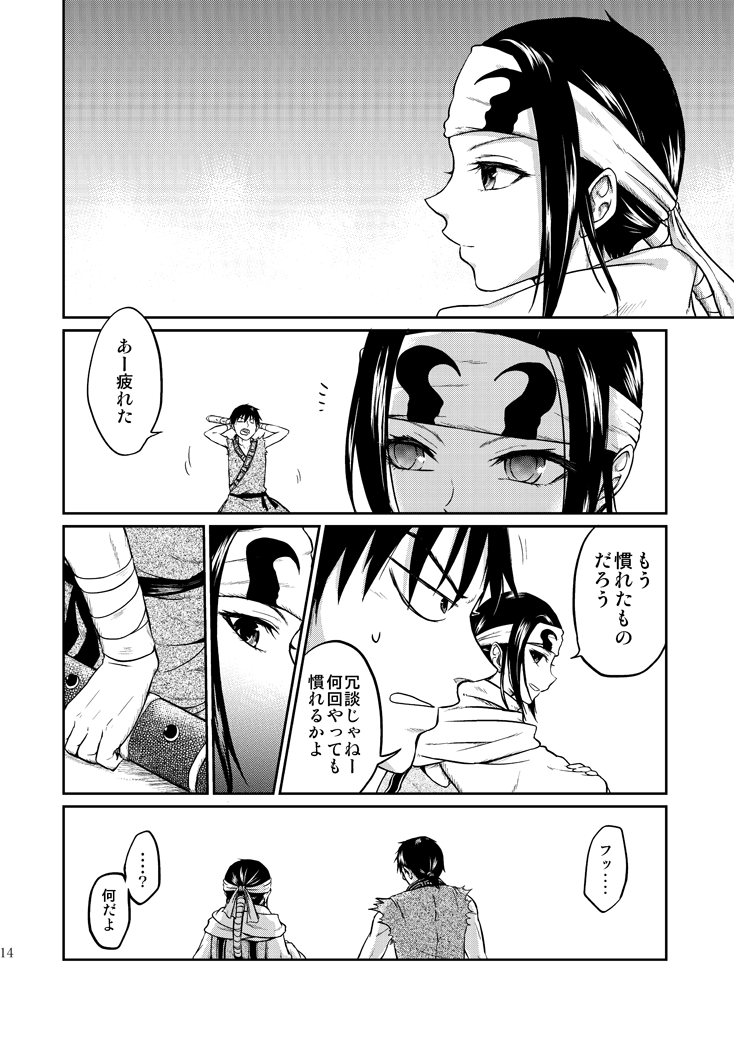 あー疲れた
もう
慣れたもの
だろう
冗談じゃねー
何回やっても
慣れるかよ
フッ‥‥
‥‥?
何だよ
14